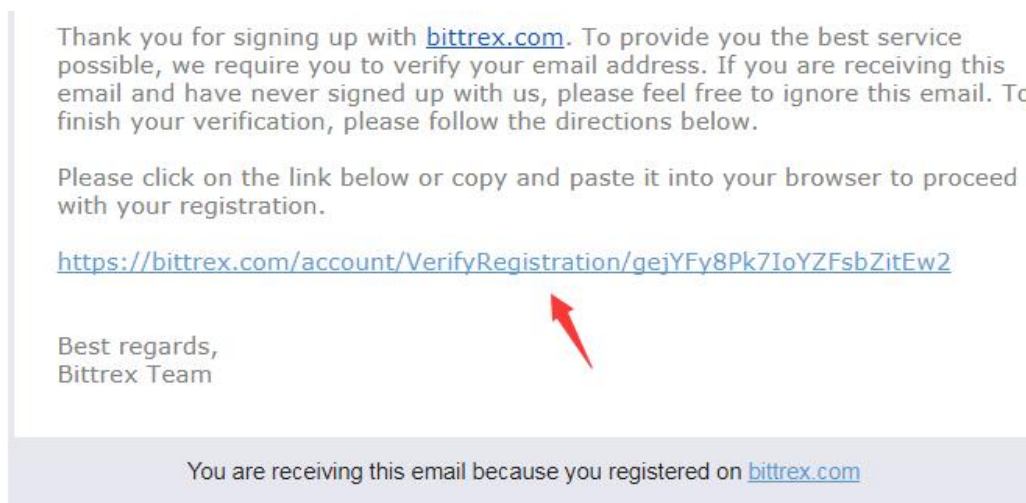 Thank you for signing up with bittrex.com. To provide you the best service
possible, we require you to verify your email address. If you are receiving this
email and have never signed up with us, please feel free to ignore this email. To
finish your verification, please follow the directions below.
Please click on the link below or copy and paste it into your browser to proceed
with your registration.
https://bittrex.com/account/VerifyRegistration/gejYFy8Pk7IoYZFsbZitEw2
Best regards,
Bittrex Team
You are receiving this email because you registered on bittrex.com